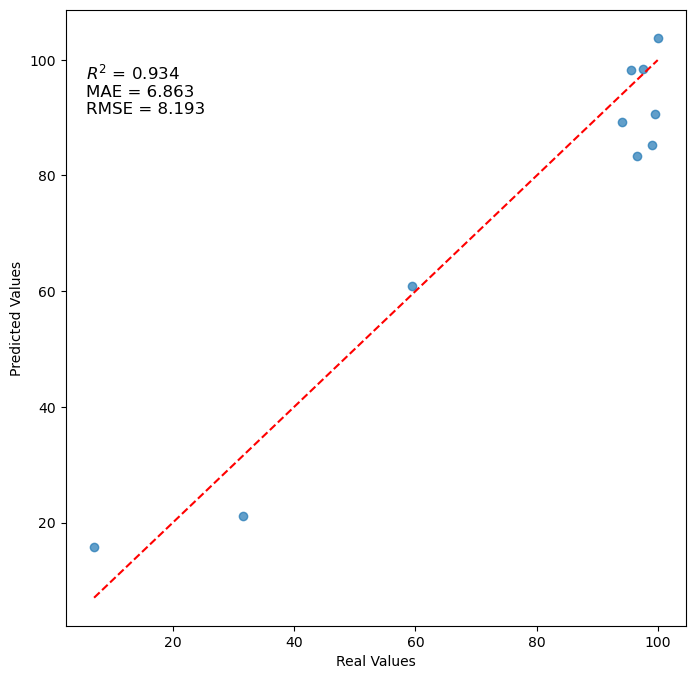 R² = 0.934
MAE = 6.863
RMSE = 8.193
100
80
60
40
20
Predicted Values
20 40 60 80 100
Real Values